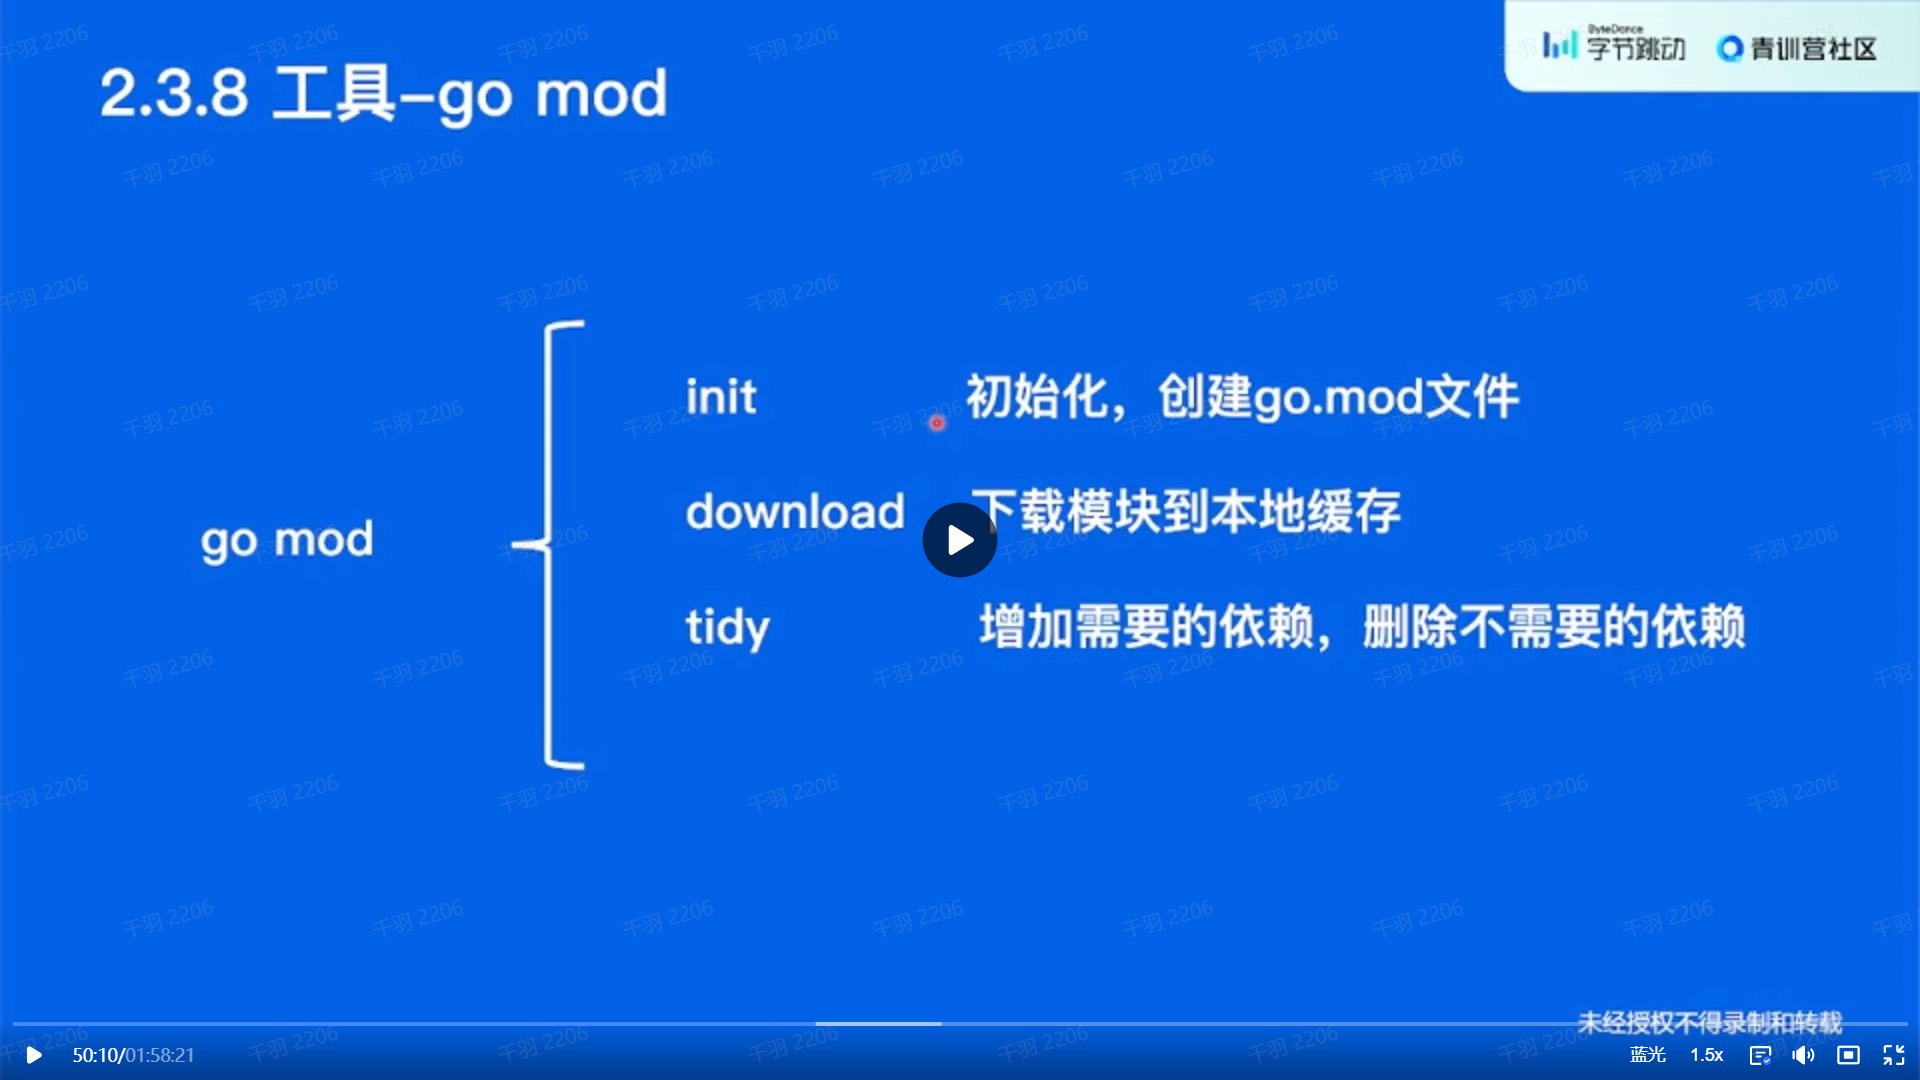 ByteDance
字节跳动 青训营社区
2.3.8 工具-go mod
go mod
init 初始化，创建go.mod文件
download 下载模块到本地缓存
tidy 增加需要的依赖，删除不需要的依赖
千羽 2206
未经授权不得录制和转载
50:10/01:58:21
蓝光 1.5x